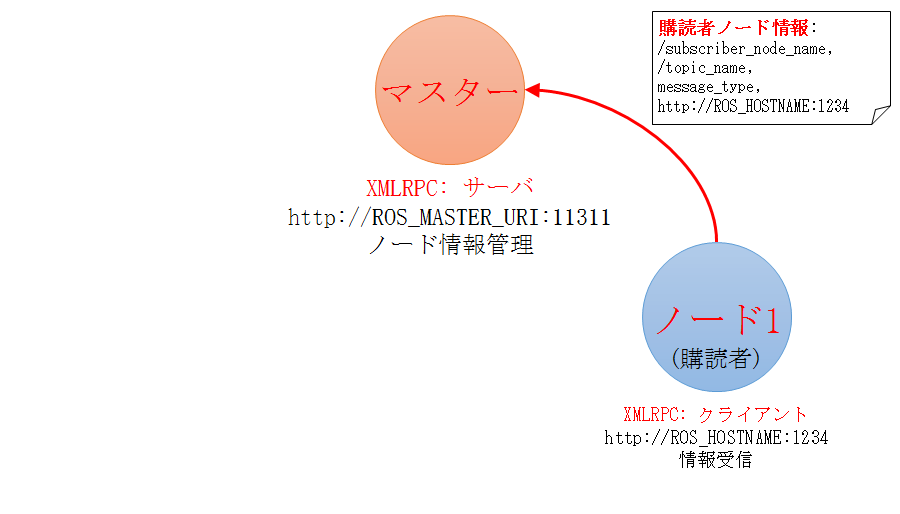 購読者ノード情報:
/subscriber_node_name,
/topic_name,
message_type,
http://ROS_HOSTNAME:1234
マスター
XMLRPC: サーバ
http://ROS_MASTER_URI:11311
ノード情報管理
ノード1
(購読者)
XMLRPC: クライアント
http://ROS_HOSTNAME:1234
情報受信